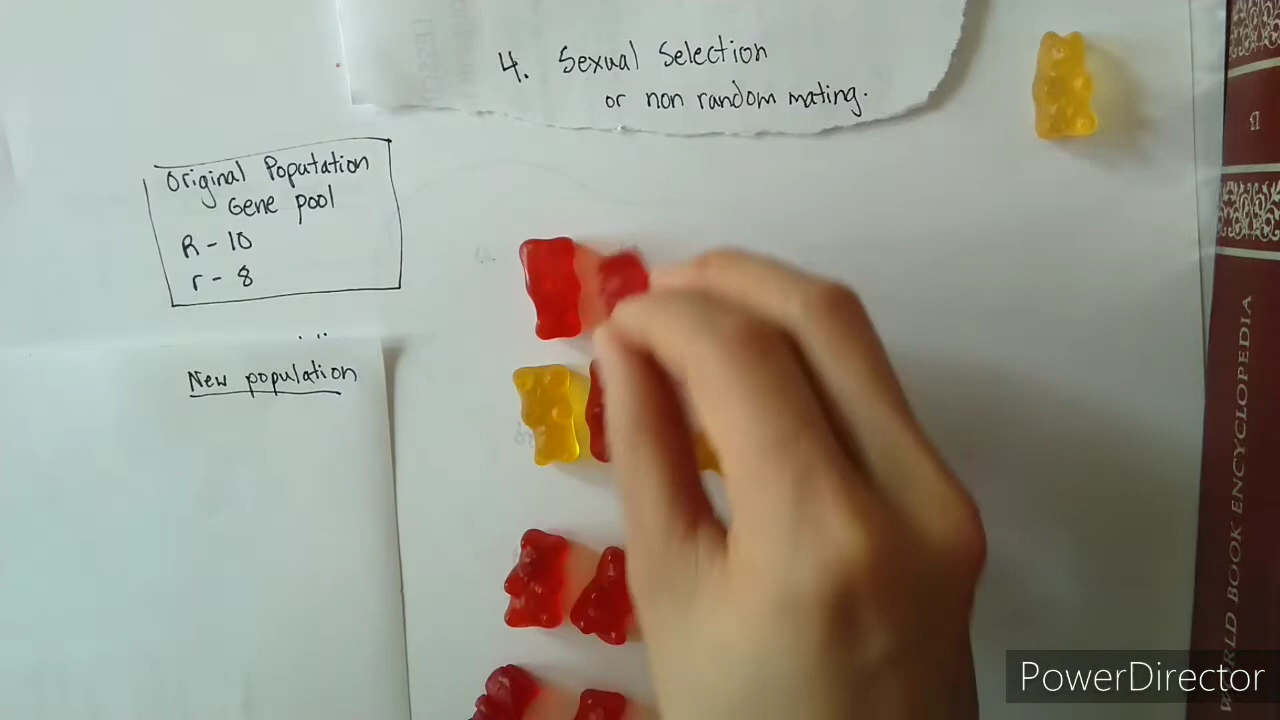 4. Sexual Selection
or non random mating.
Original Population
Gene pool
R - 10
r - 8
New population
WORLD BOOK ENCYCLOPEDIA
PowerDirector